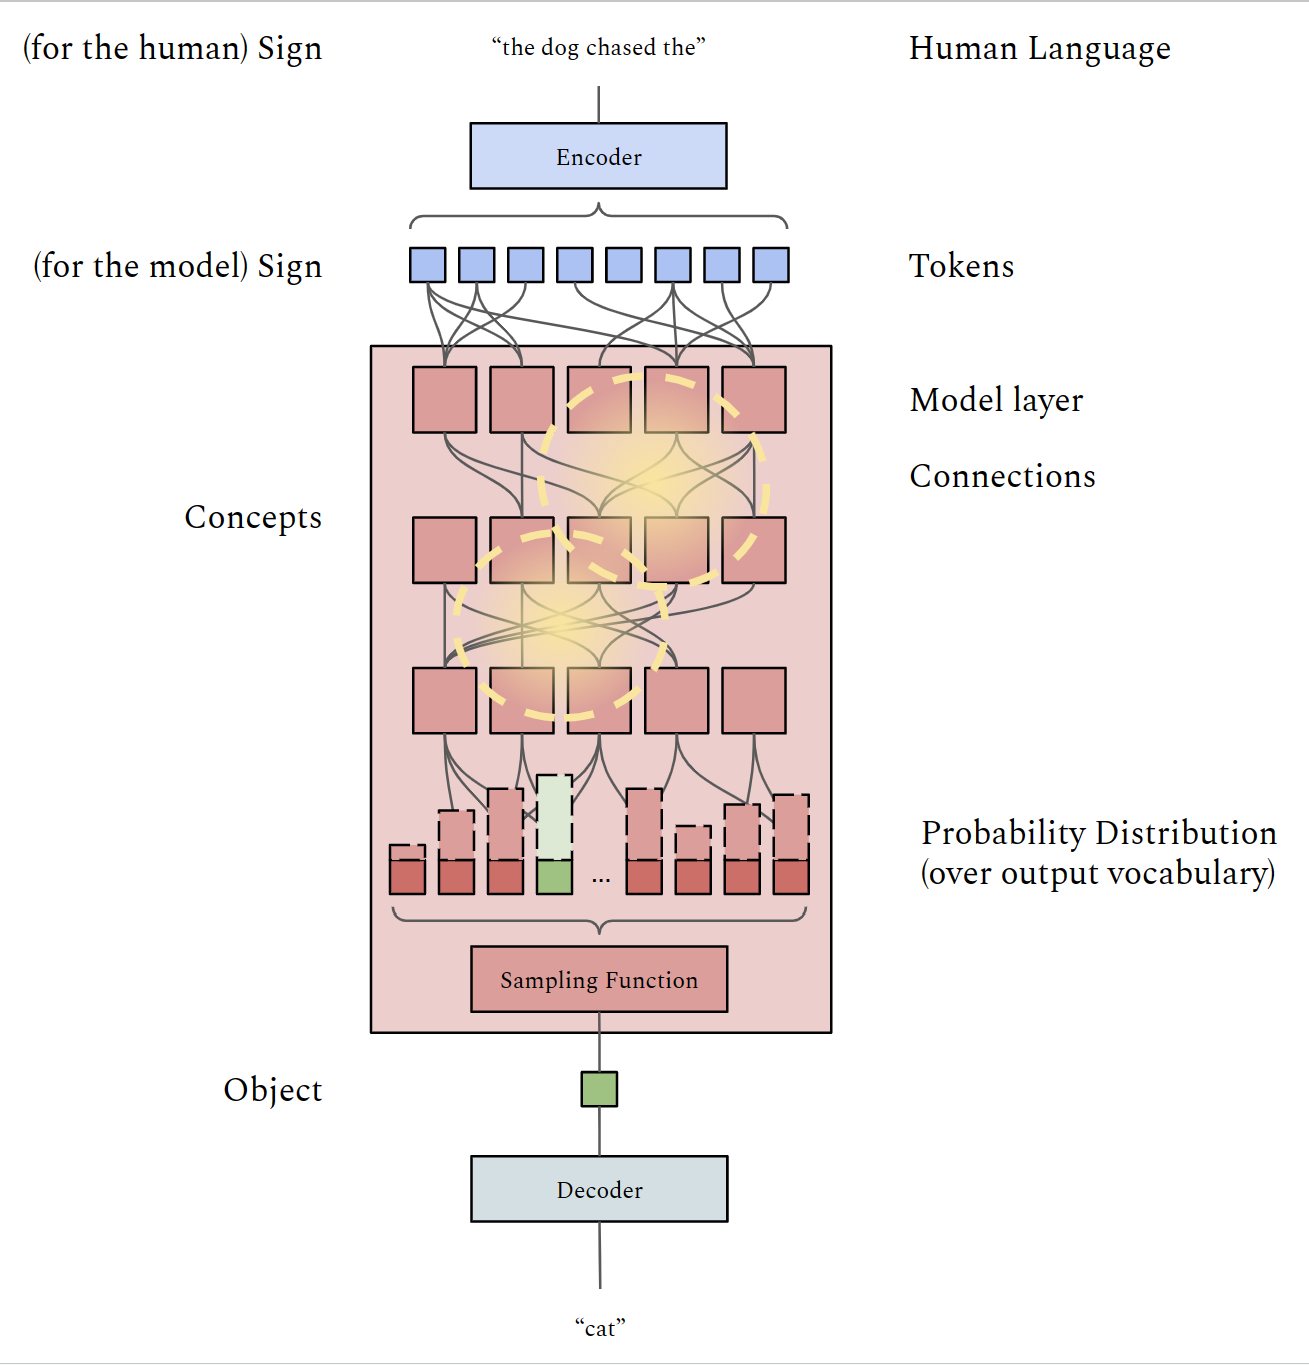 (for the human) Sign
“the dog chased the”
Human Language
Encoder
(for the model) Sign
Tokens
Model layer
Connections
Concepts
Probability Distribution
(over output vocabulary)
...
Sampling Function
Object
Decoder
“cat”